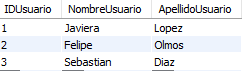 IDUsuario NombreUsuario ApellidoUsuario
1 Javiera Lopez
2 Felipe Olmos
3 Sebastian Diaz